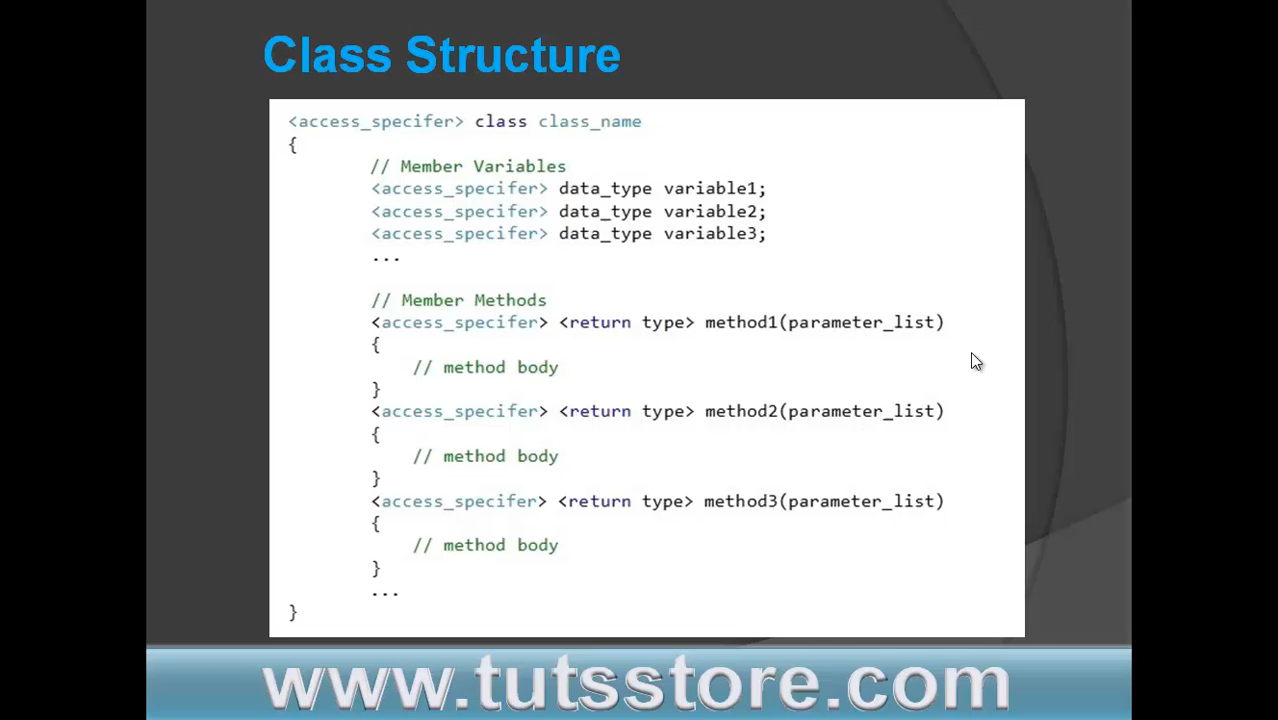 Class Structure
<access_specifer> class class_name
{
// Member Variables
<access_specifer> data_type variable1;
<access_specifer> data_type variable2;
<access_specifer> data_type variable3;
...
// Member Methods
<access_specifer> <return type> method1(parameter_list)
{
// method body
}
<access_specifer> <return type> method2(parameter_list)
{
// method body
}
<access_specifer> <return type> method3(parameter_list)
{
// method body
}
...
}
www.tutsstore.com